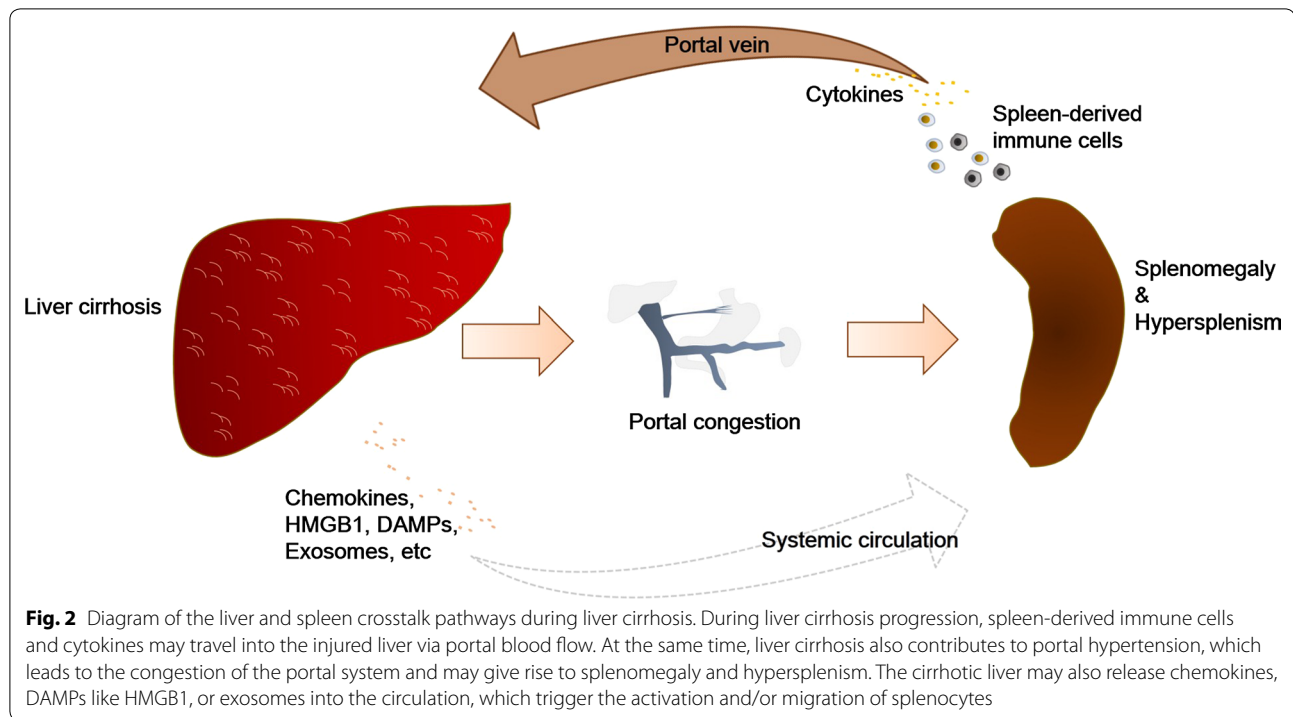 Portal vein
Cytokines
Spleen-derived
immune cells
Liver cirrhosis
Splenomegaly
&
Hypersplenism
Portal congestion
Chemokines,
HMGB1, DAMPs,
Exosomes, etc
Systemic circulation
Fig. 2 Diagram of the liver and spleen crosstalk pathways during liver cirrhosis. During liver cirrhosis progression, spleen-derived immune cells
and cytokines may travel into the injured liver via portal blood flow. At the same time, liver cirrhosis also contributes to portal hypertension, which
leads to the congestion of the portal system and may give rise to splenomegaly and hypersplenism. The cirrhotic liver may also release chemokines,
DAMPs like HMGB1, or exosomes into the circulation, which trigger the activation and/or migration of splenocytes